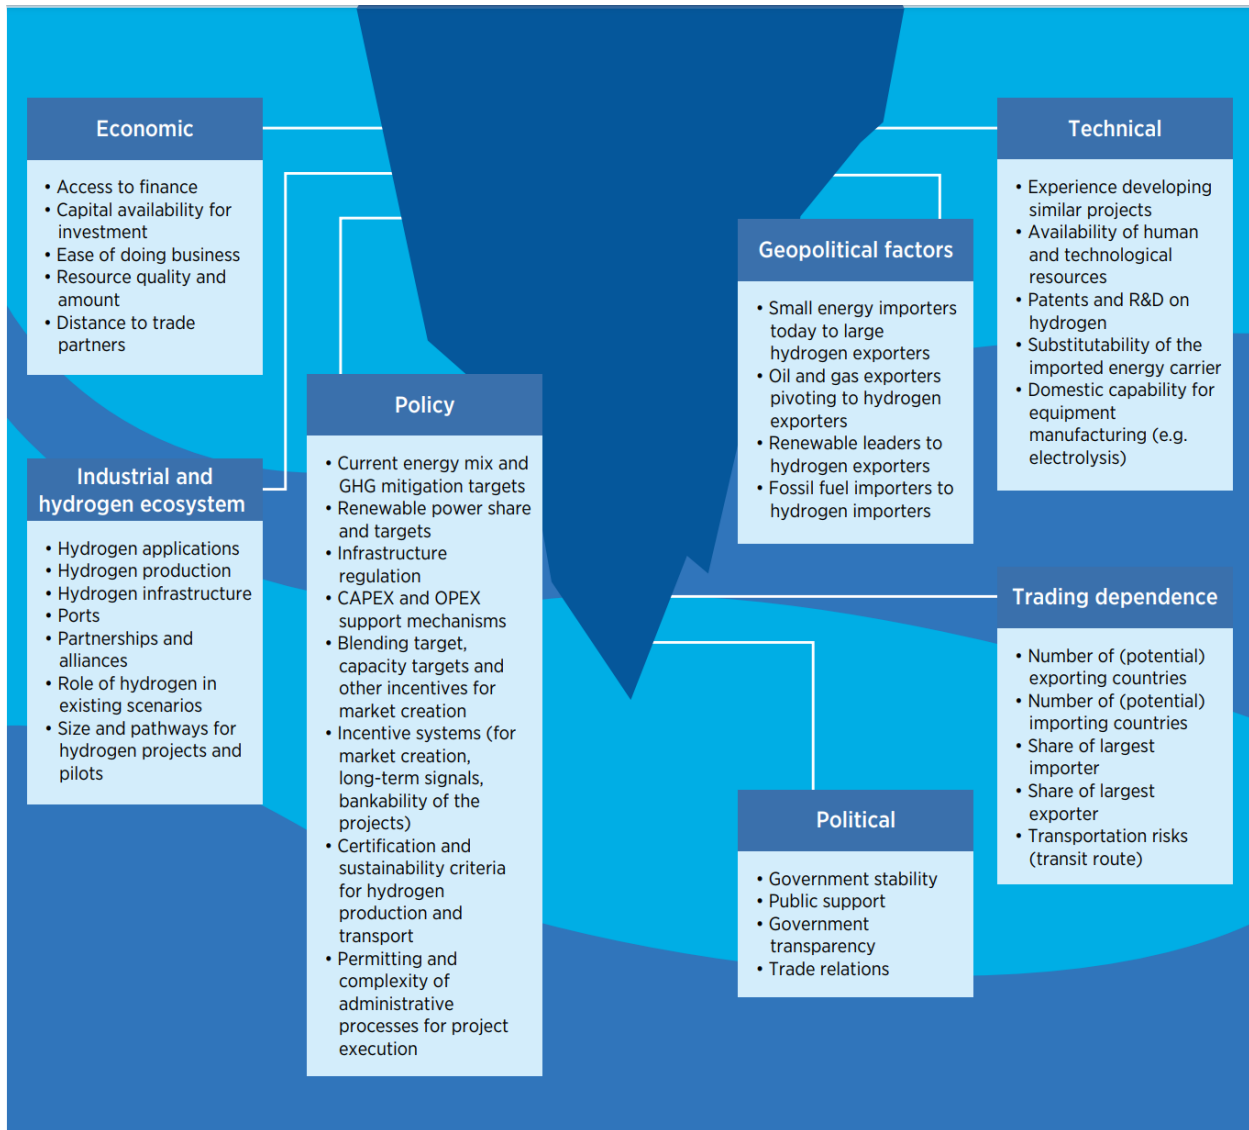 Economic
• Access to finance
• Capital availability for
investment
• Ease of doing business
• Resource quality and
amount
• Distance to trade
partners
Industrial and
hydrogen ecosystem
• Hydrogen applications
• Hydrogen production
• Hydrogen infrastructure
• Ports
• Partnerships and
alliances
• Role of hydrogen in
existing scenarios
• Size and pathways for
hydrogen projects and
pilots
Policy
• Current energy mix and
GHG mitigation targets
• Renewable power share
and targets
• Infrastructure
regulation
• CAPEX and OPEX
support mechanisms
• Blending target,
capacity targets and
other incentives for
market creation
• Incentive systems (for
market creation,
long-term signals,
bankability of the
projects)
• Certification and
sustainability criteria
for hydrogen
production and
transport
• Permitting and
complexity of
administrative
processes for project
execution
Geopolitical factors
• Small energy importers
today to large
hydrogen exporters
• Oil and gas exporters
pivoting to hydrogen
exporters
• Renewable leaders to
hydrogen exporters
• Fossil fuel importers to
hydrogen importers
Technical
• Experience developing
similar projects
• Availability of human
and technological
resources
• Patents and R&D on
hydrogen
• Substitutability of the
imported energy carrier
• Domestic capability for
equipment
manufacturing (e.g.
electrolysis)
Trading dependence
• Number of (potential)
exporting countries
• Number of (potential)
importing countries
• Share of largest
importer
• Share of largest
exporter
• Transportation risks
(transit route)
Political
• Government stability
• Public support
• Government
transparency
• Trade relations